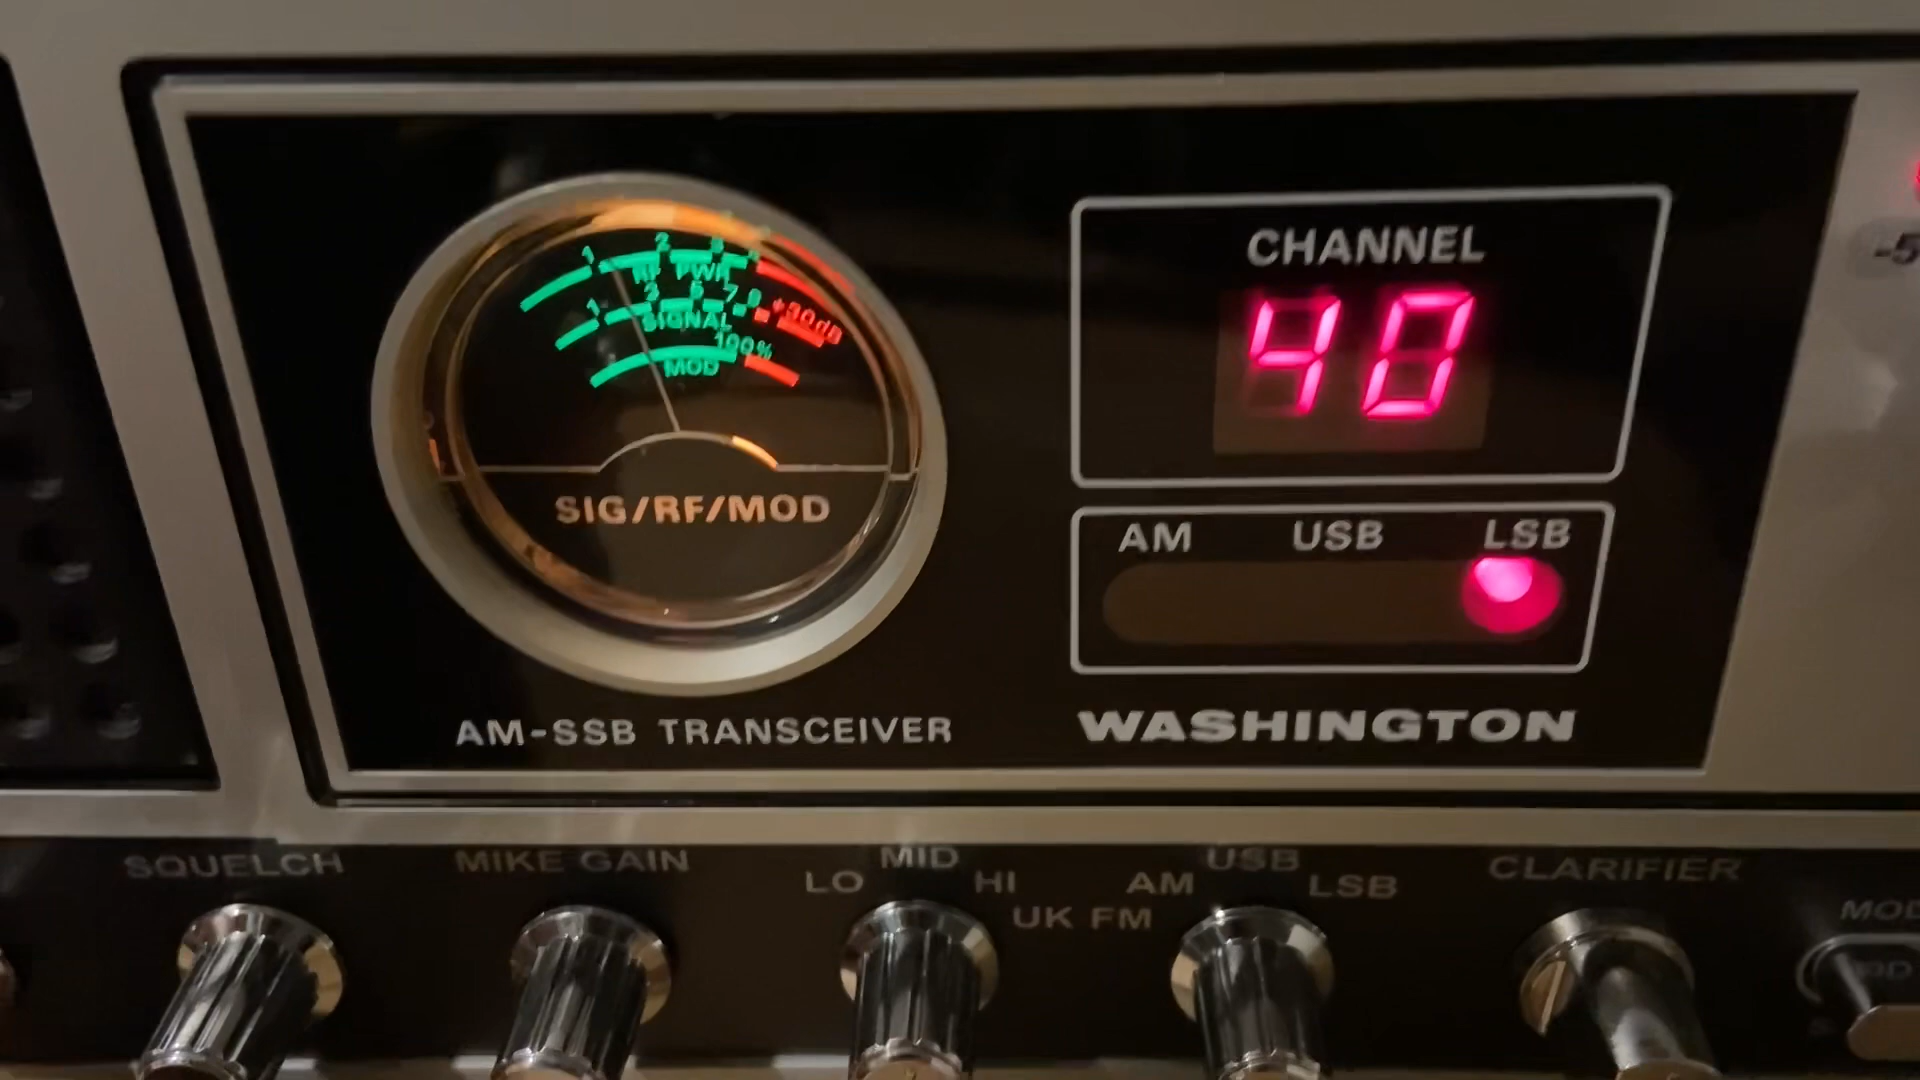 1 2 3
RF PWR
1 3 5 7 9 +30dB
SIGNAL
100%
MOD
SIG/RF/MOD
AM-SSB TRANSCEIVER
CHANNEL
40
AM USB LSB
WASHINGTON
-5
SQUELCH
MIKE GAIN
LO MID HI
UK FM AM USB LSB
CLARIFIER